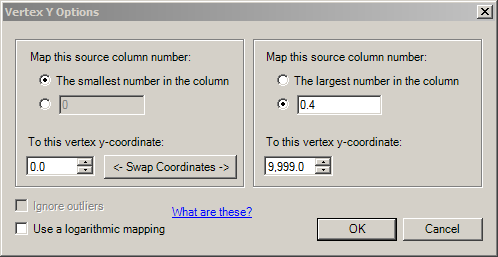 Vertex Y Options
Map this source column number:
The smallest number in the column
0
To this vertex y-coordinate:
0.0
<- Swap Coordinates ->
Map this source column number:
The largest number in the column
0.4
To this vertex y-coordinate:
9,999.0
Ignore outliers
What are these?
Use a logarithmic mapping
OK
Cancel